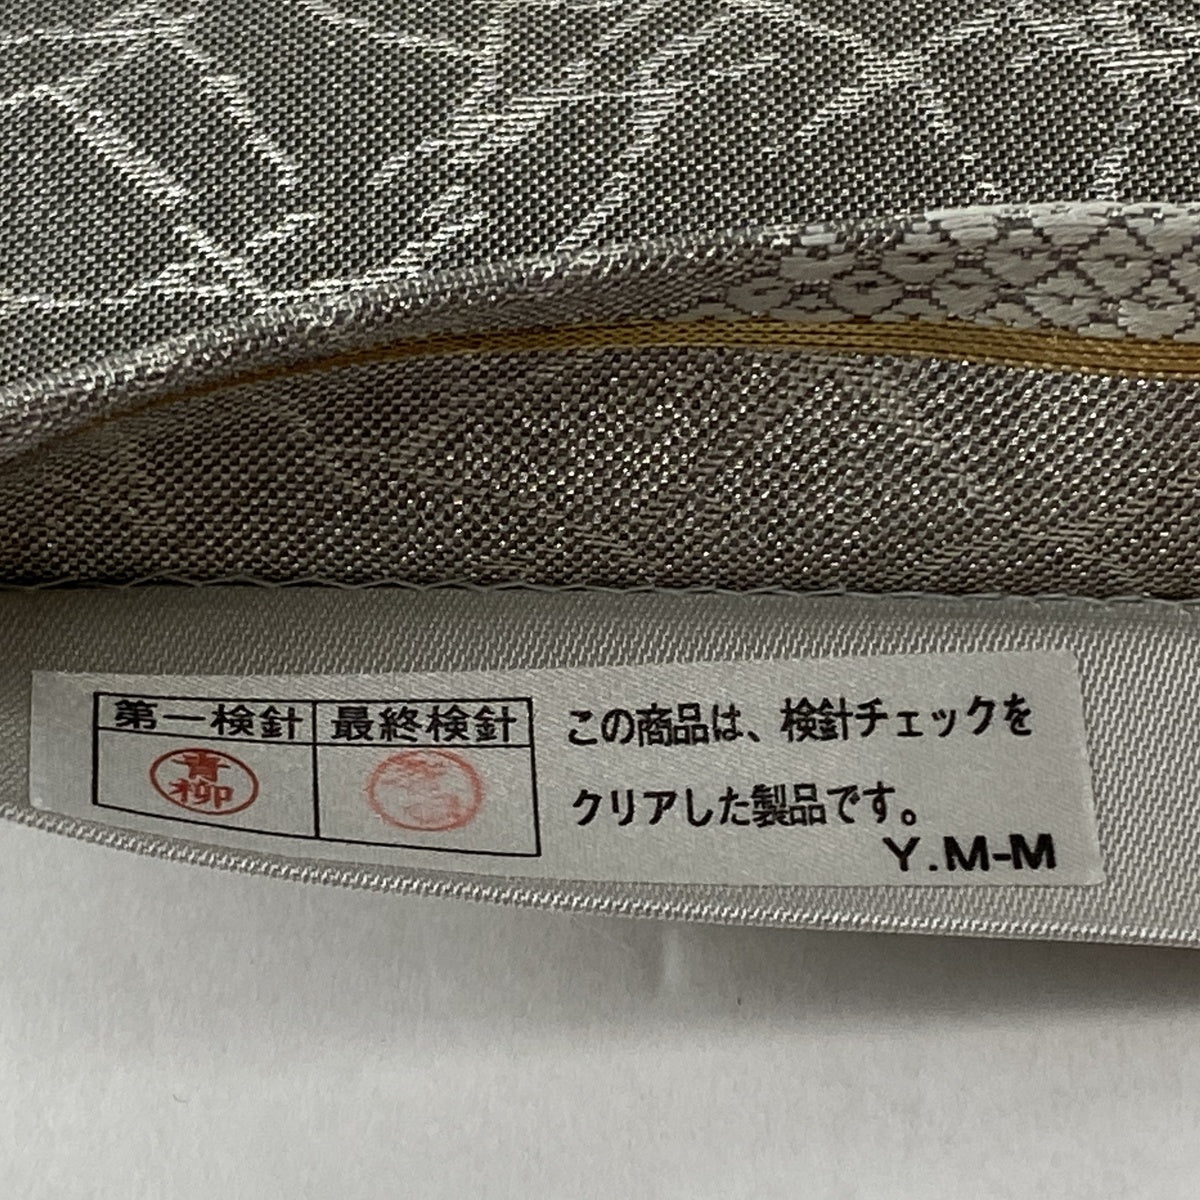 第一検針 最終検針
青柳
この商品は、検針チェックを
クリアした製品です。
Y.M-M